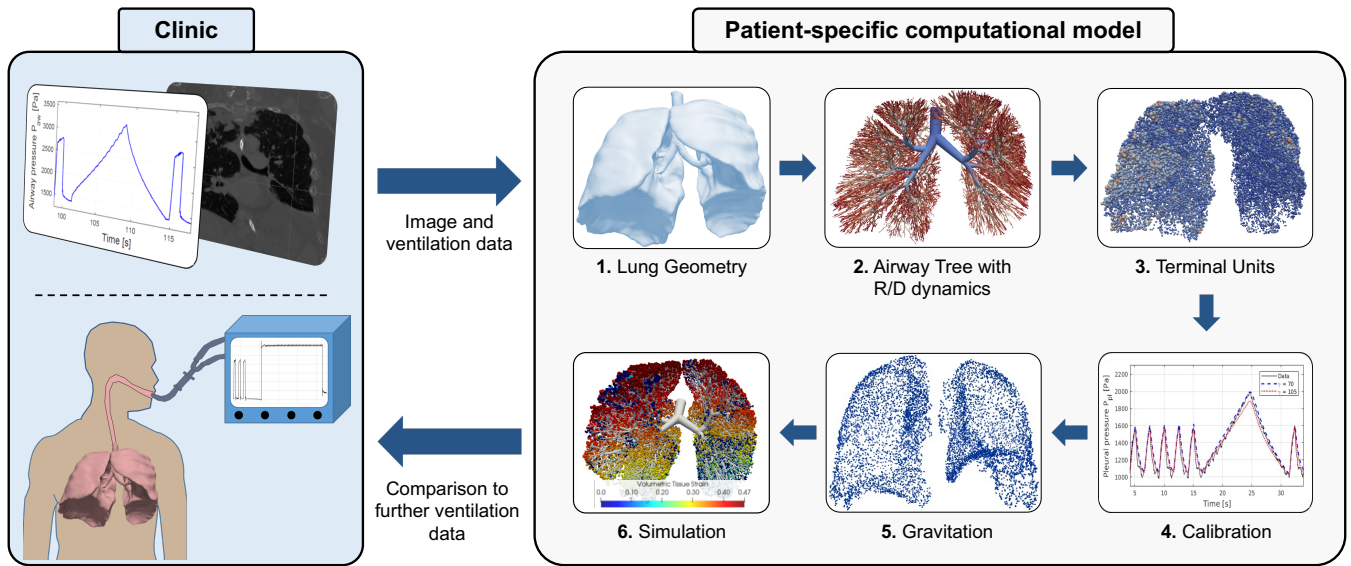 Clinic
Patient-specific computational model
Airway pressure P_aw [Pa]
3500
3000
2500
2000
1500
100
105
110
115
Time [s]
Image and
ventilation data
Comparison to
further ventilation
data
1. Lung Geometry
2. Airway Tree with
R/D dynamics
3. Terminal Units
Pleural pressure P_pl [Pa]
2200
2000
1800
1600
1400
1200
1000
5
10
15
20
25
30
Time [s]
Data
= 70
= 105
4. Calibration
5. Gravitation
Volumetric Tissue Strain
0.0 0.10 0.20 0.30 0.47
6. Simulation